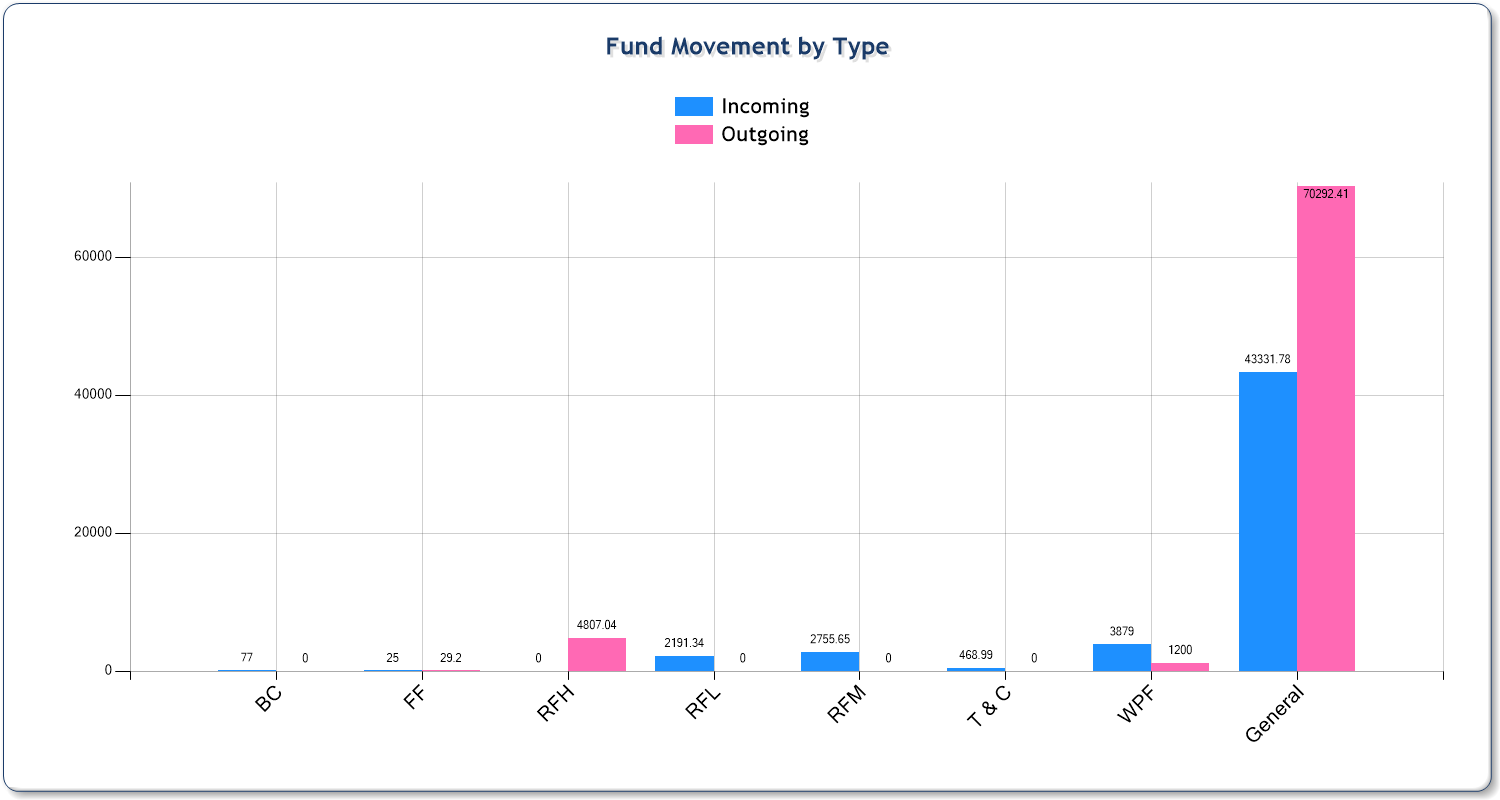 Fund Movement by Type
Incoming
Outgoing
60000
40000
20000
0
77
0
25
29.2
0
4807.04
2191.34
0
2755.65
0
468.99
0
3879
1200
43331.78
70292.41
BC
FF
RFH
RFL
RFM
T & C
WPF
General